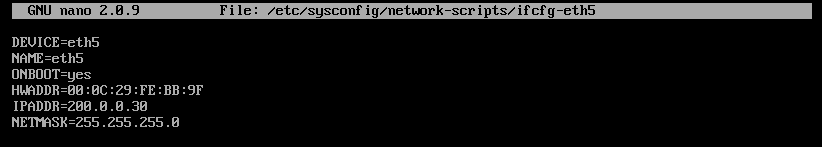 GNU nano 2.0.9 File: /etc/sysconfig/network-scripts/ifcfg-eth5
DEVICE=eth5
NAME=eth5
ONBOOT=yes
HWADDR=00:0C:29:FE:BB:9F
IPADDR=200.0.0.30
NETMASK=255.255.255.0